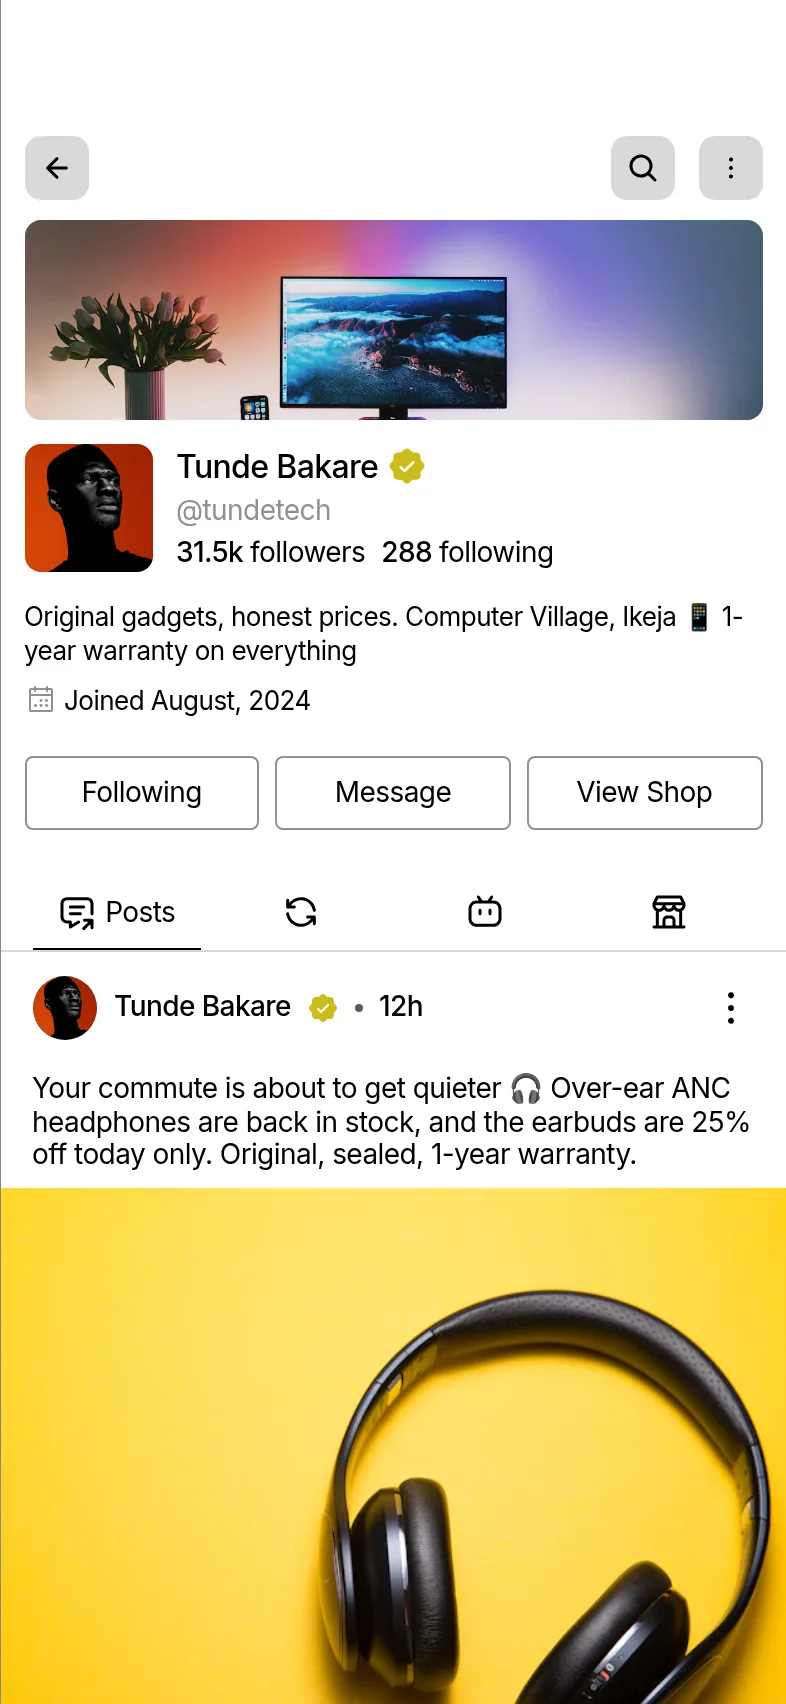 Tunde Bakare
@tundetech
31.5k followers 288 following
Original gadgets, honest prices. Computer Village, Ikeja 📱 1-
year warranty on everything
Joined August, 2024
Following Message View Shop
Posts
Tunde Bakare • 12h
Your commute is about to get quieter 🎧 Over-ear ANC
headphones are back in stock, and the earbuds are 25%
off today only. Original, sealed, 1-year warranty.